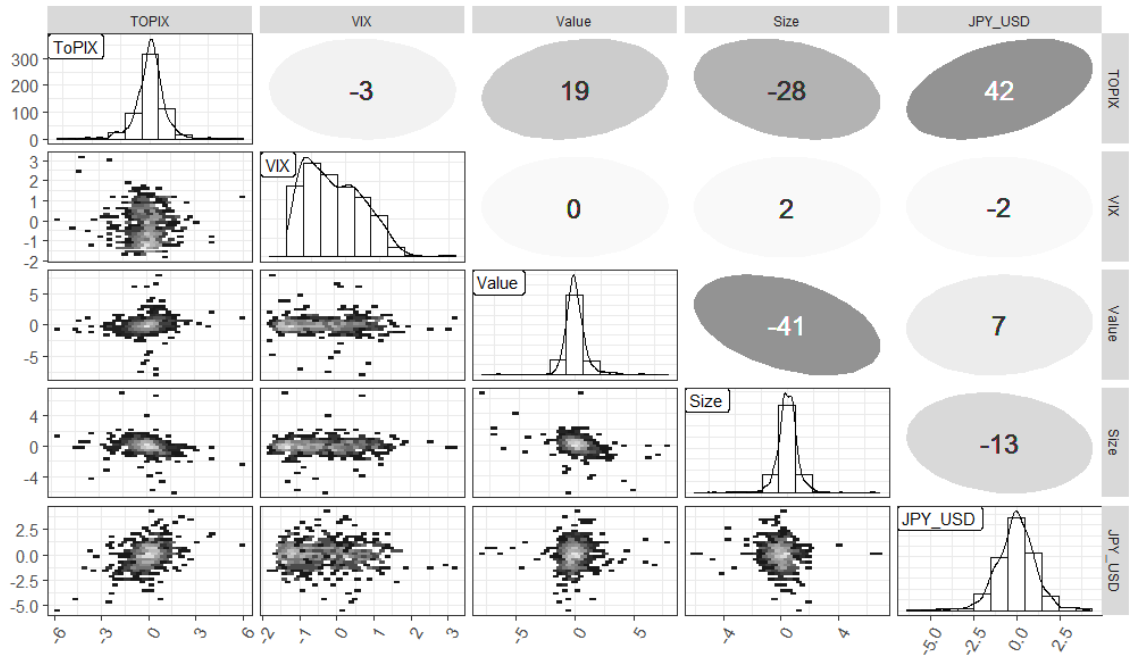 TOPIX VIX Value Size JPY_USD
300
200
100
0
ToPIX
-3
19
-28
42
TOPIX
3
2
1
0
-1
-2
VIX
0
2
-2
VIX
5
0
-5
Value
-41
7
Value
4
0
-4
Size
-13
Size
2.5
0.0
-2.5
-5.0
JPY_USD
JPY_USD
-6 -3 0 3 6 -2 -1 0 1 2 3 -5 0 5 -4 0 4 -5.0 -2.5 0.0 2.5